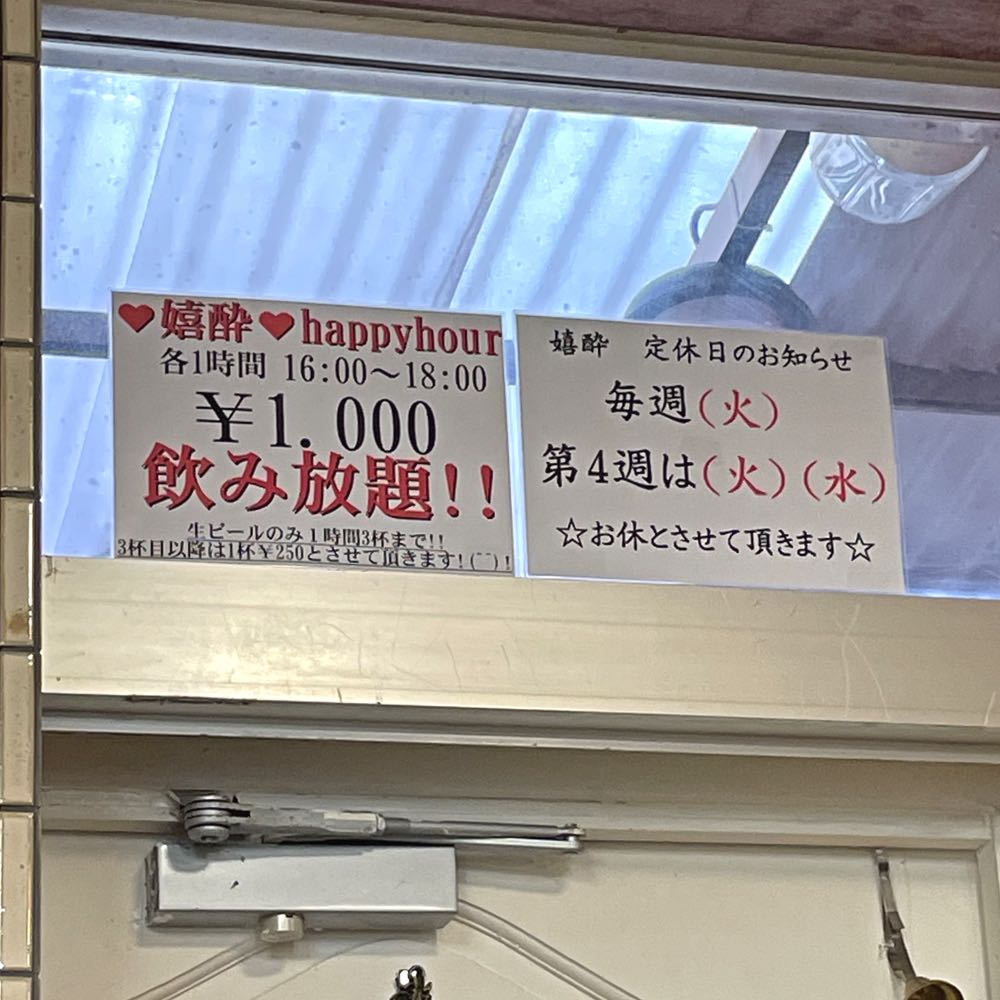 ♥嬉酔♥happyhour
各1時間 16:00～18:00
￥1.000
飲み放題!!
生ビールのみ1時間3杯まで!!
3杯目以降は1杯￥250とさせて頂きます!(^^)!
嬉酔 定休日のお知らせ
毎週(火)
第4週は(火)(水)
☆お休とさせて頂きます☆